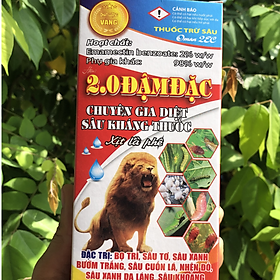 VÀNG
CẢNH BÁO
THUỐC TRỪ SÂU
Hoạt chất:
Emamectin benzoate: 2% w/w
Phụ gia khác: 98% w/w
2.0 ĐẬM ĐẶC
CHUYÊN GIA DIỆT
SÂU KHÁNG THUỐC
Xịt là phê
ĐẶC TRỊ: BỌ TRĨ, SÂU TƠ, SÂU XANH
BƯỚM TRẮNG, SÂU CUỐN LÁ, NHỆN ĐỎ,
SÂU XANH DA LÁNG, SÂU KHOANG